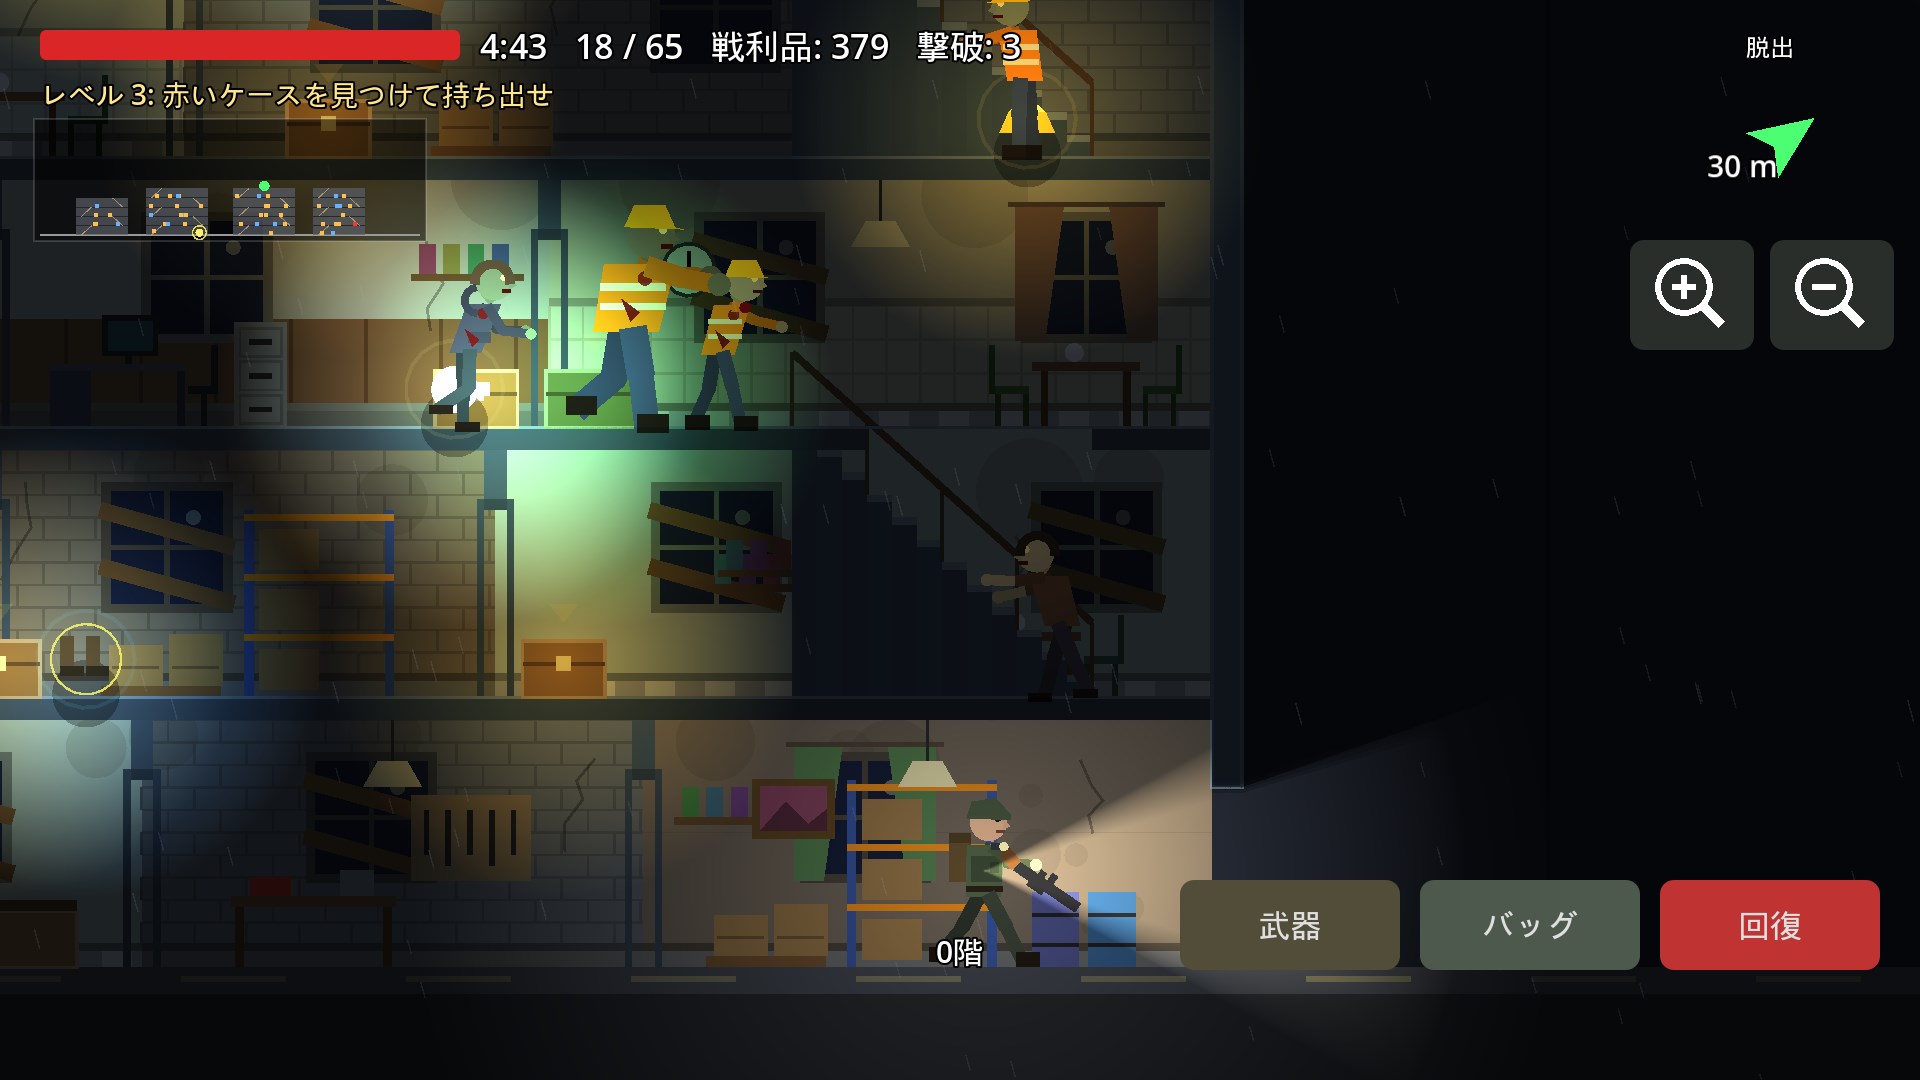 4:43 18 / 65 戦利品: 379 撃破: 3
脱出
レベル 3: 赤いケースを見つけて持ち出せ
30 m
武器
バッグ
回復
0階